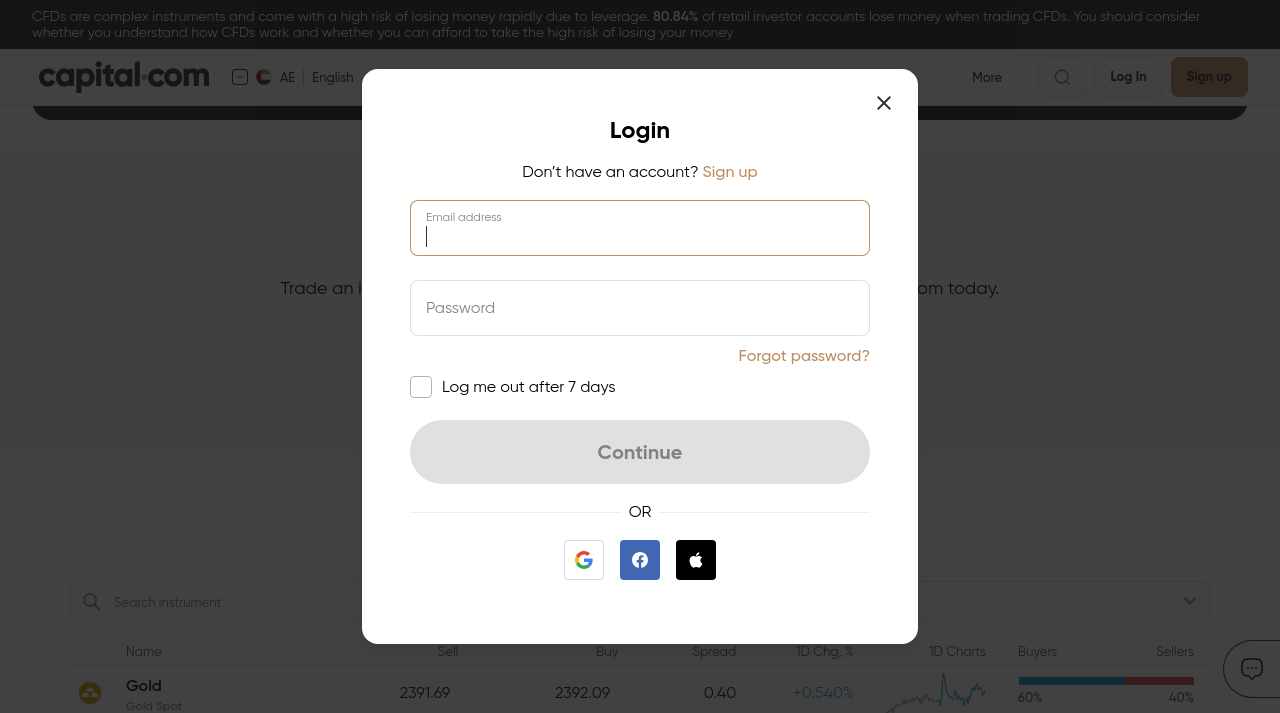 CFDs are complex instruments and come with a high risk of losing money rapidly due to leverage. 80.84% of retail investor accounts lose money when trading CFDs. You should consider
whether you understand how CFDs work and whether you can afford to take the high risk of losing your money
capital.com AE English More Log In Sign up
Login
Don’t have an account? Sign up
Email address
Trade an i om today.
Password
Forgot password?
Log me out after 7 days
Continue
OR
Search instrument
Name Sell Buy Spread 1D Chg, % 1D Charts Buyers Sellers
Gold 2391.69 2392.09 0.40 +0.540%
60% 40%
Gold Spot